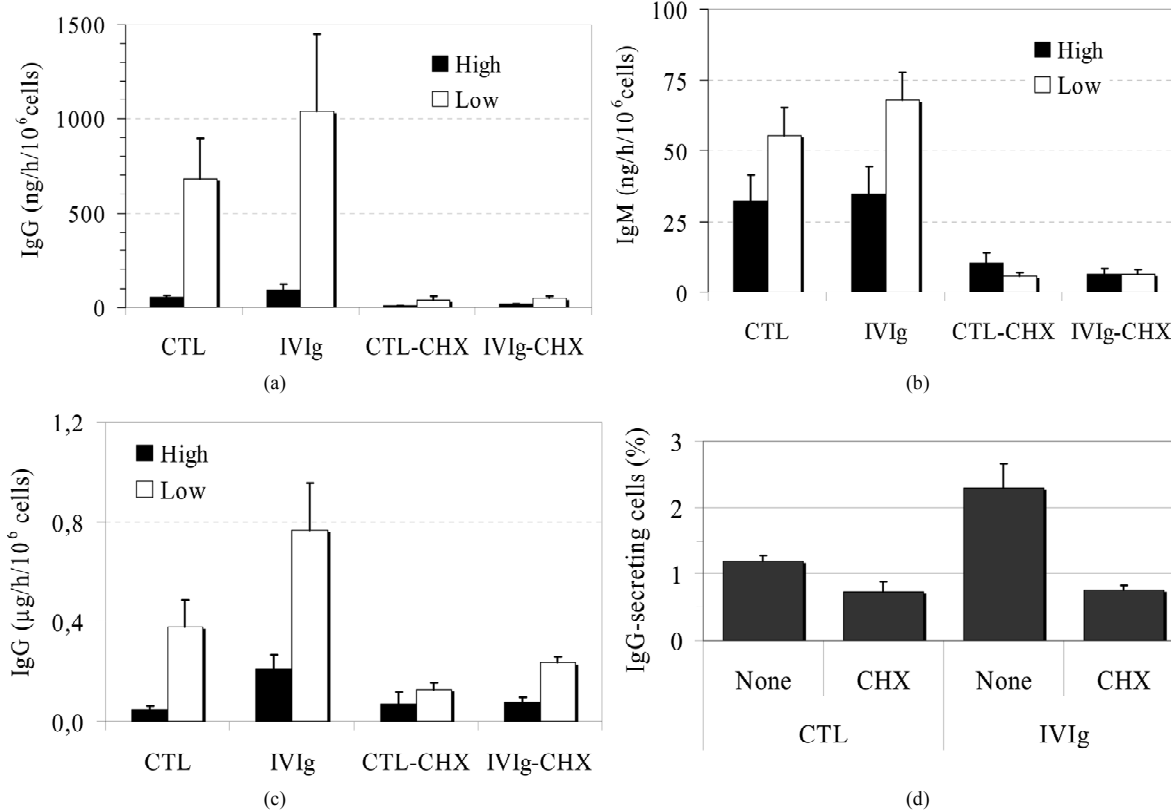 IgG (ng/h/10⁶cells)
1500
1000
500
0
High
Low
CTL
IVIg
CTL-CHX
IVIg-CHX
(a)
IgM (ng/h/10⁶cells)
100
75
50
25
0
High
Low
CTL
IVIg
CTL-CHX
IVIg-CHX
(b)
IgG (µg/h/10⁶ cells)
1,2
0,8
0,4
0,0
High
Low
CTL
IVIg
CTL-CHX
IVIg-CHX
(c)
IgG-secreting cells (%)
3
2
1
0
None
CHX
None
CHX
CTL
IVIg
(d)